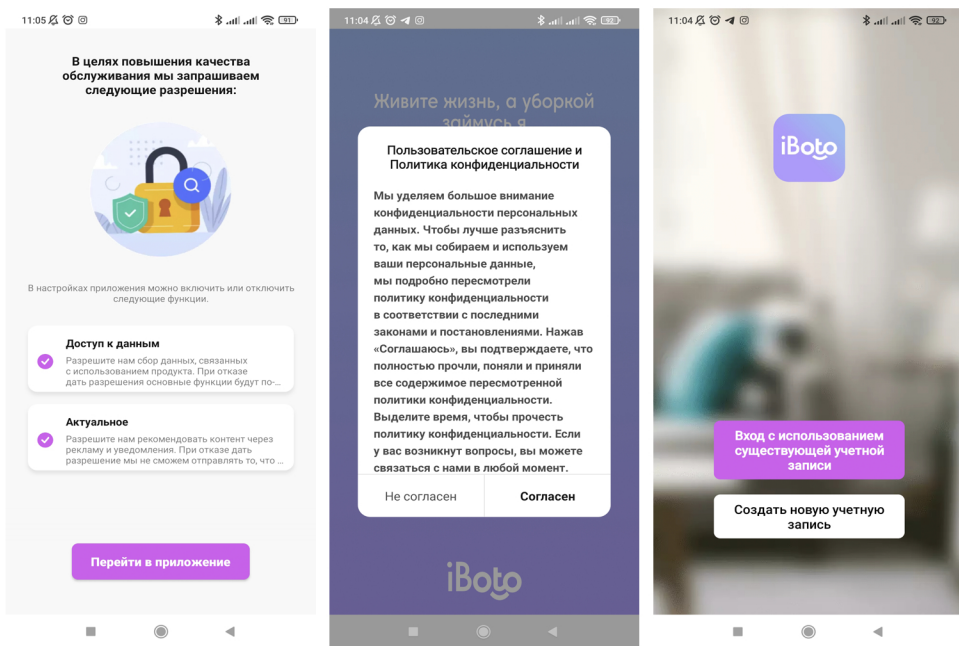 11:05
91
В целях повышения качества
обслуживания мы запрашиваем
следующие разрешения:
В настройках приложения можно включить или отключить
следующие функции.
Доступ к данным
Разрешите нам сбор данных, связанных
с использованием продукта. При отказе
дать разрешения основные функции будут по-...
Актуальное
Разрешите нам рекомендовать контент через
рекламу и уведомления. При отказе дать
разрешение мы не сможем отправлять то, что ...
Перейти в приложение
11:04
92
Живите жизнь, а уборкой
займусь я
Пользовательское соглашение и
Политика конфиденциальности
Мы уделяем большое внимание
конфиденциальности персональных
данных. Чтобы лучше разъяснить
то, как мы собираем и используем
ваши персональные данные,
мы подробно пересмотрели
политику конфиденциальности
в соответствии с последними
законами и постановлениями. Нажав
«Соглашаюсь», вы подтверждаете, что
полностью прочли, поняли и приняли
все содержимое пересмотренной
политики конфиденциальности.
Выделите время, чтобы прочесть
политику конфиденциальности. Если
у вас возникнут вопросы, вы можете
связаться с нами в любой момент.
Не согласен
Согласен
iBoto
11:04
92
iBoto
Вход с использованием
существующей учетной
записи
Создать новую учетную
запись